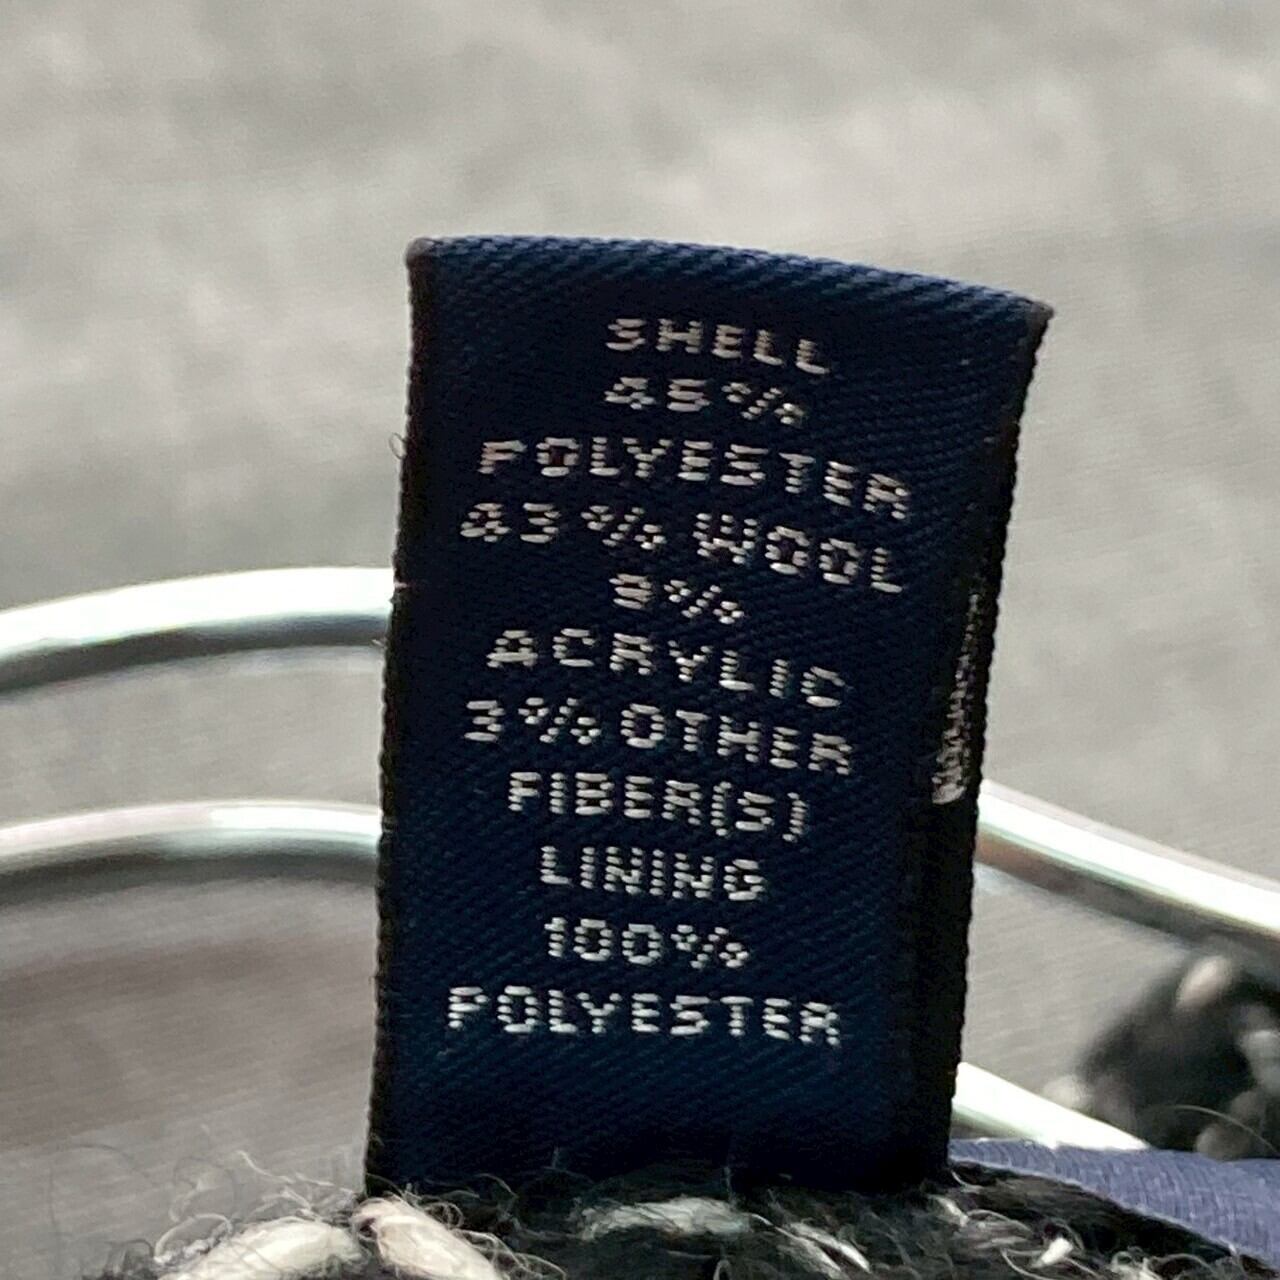 SHELL
45%
POLYESTER
43% WOOL
9%
ACRYLIC
3% OTHER
FIBER(S)
LINING
100%
POLYESTER